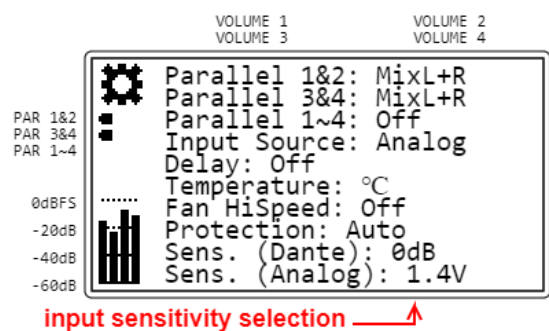 VOLUME 1 VOLUME 2
VOLUME 3 VOLUME 4
Parallel 1&2: MixL+R
Parallel 3&4: MixL+R
PAR 1&2
PAR 3&4
PAR 1~4
Parallel 1~4: Off
Input Source: Analog
Delay: Off
Temperature: ℃
0dBFS
Fan HiSpeed: Off
-20dB
Protection: Auto
-40dB
Sens. (Dante): 0dB
-60dB
Sens. (Analog): 1.4V
input sensitivity selection